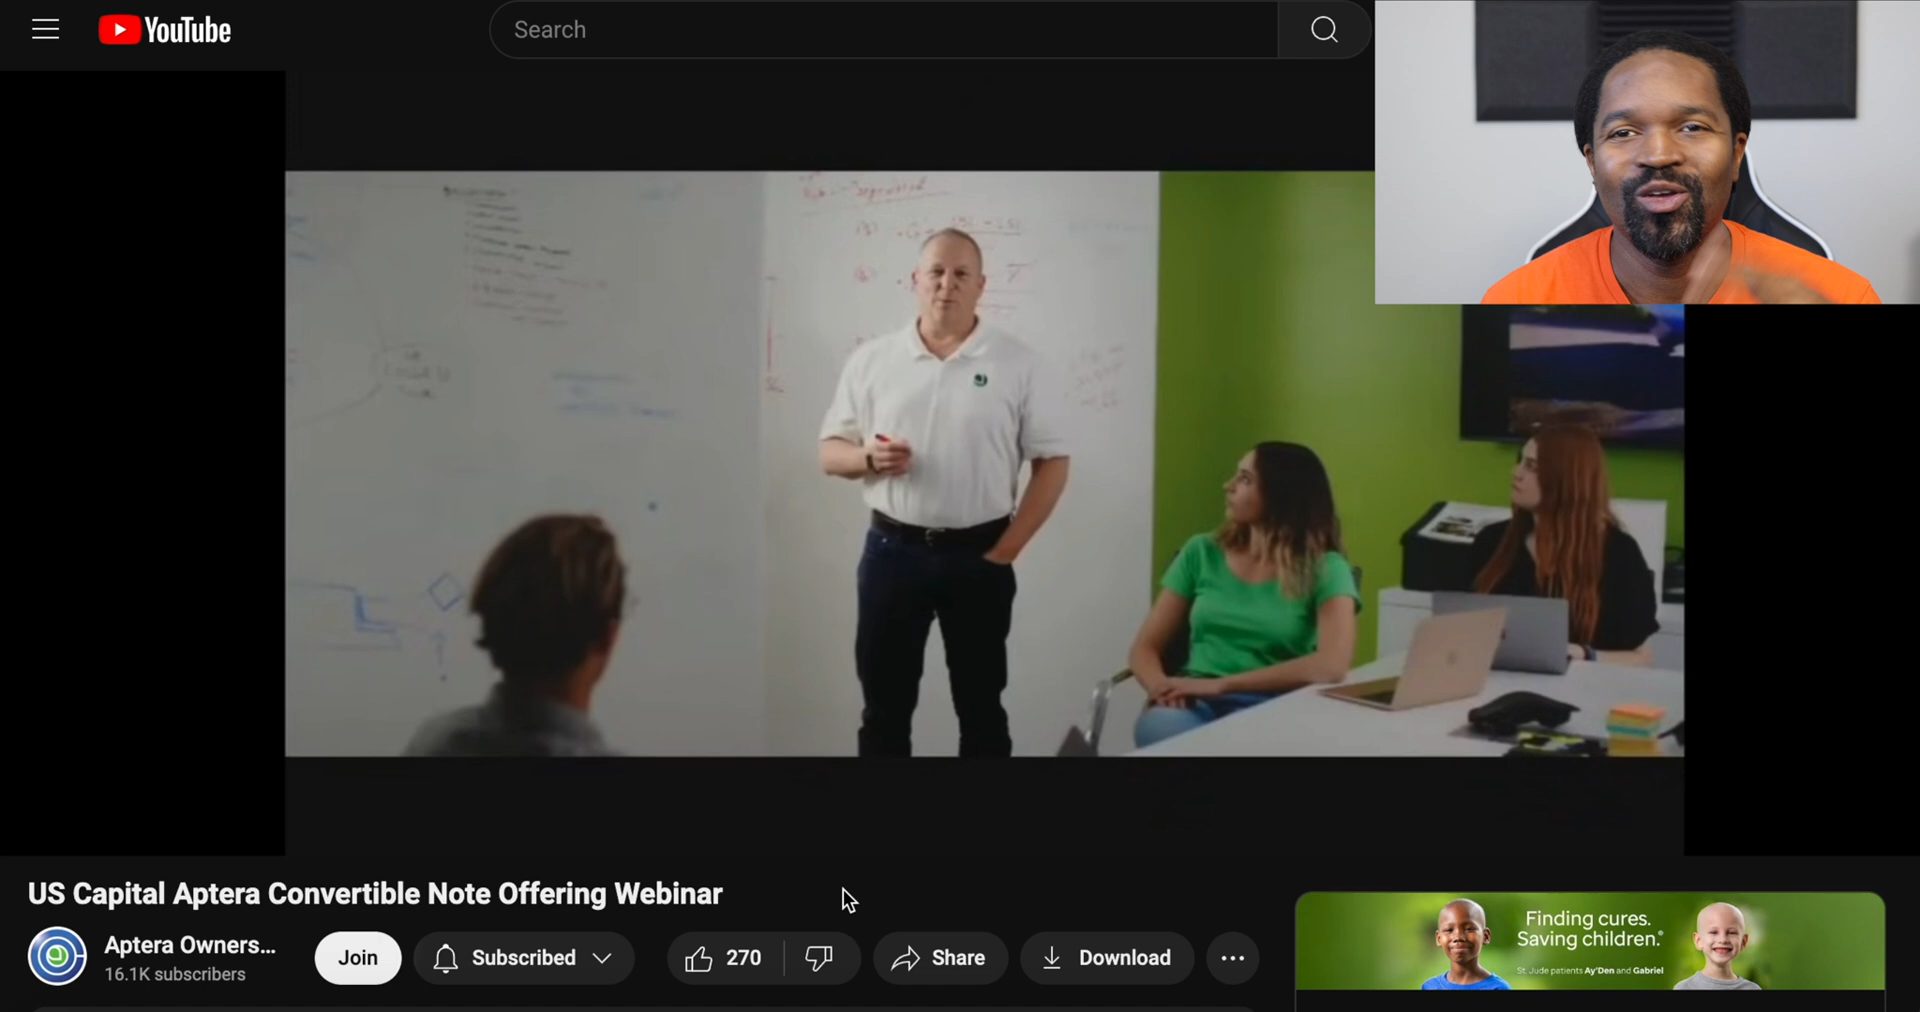 YouTube
Search
US Capital Aptera Convertible Note Offering Webinar
Aptera Owners...
16.1K subscribers
Join
Subscribed
270
Share
Download
Finding cures.
Saving children.®
St. Jude patients Ay'Den and Gabriel